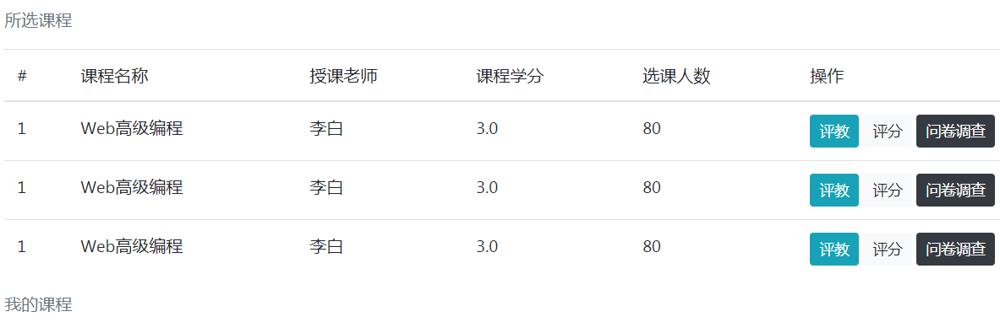 所选课程
# 课程名称 授课老师 课程学分 选课人数 操作
1 Web高级编程 李白 3.0 80 评教 评分 问卷调查
1 Web高级编程 李白 3.0 80 评教 评分 问卷调查
1 Web高级编程 李白 3.0 80 评教 评分 问卷调查
我的课程